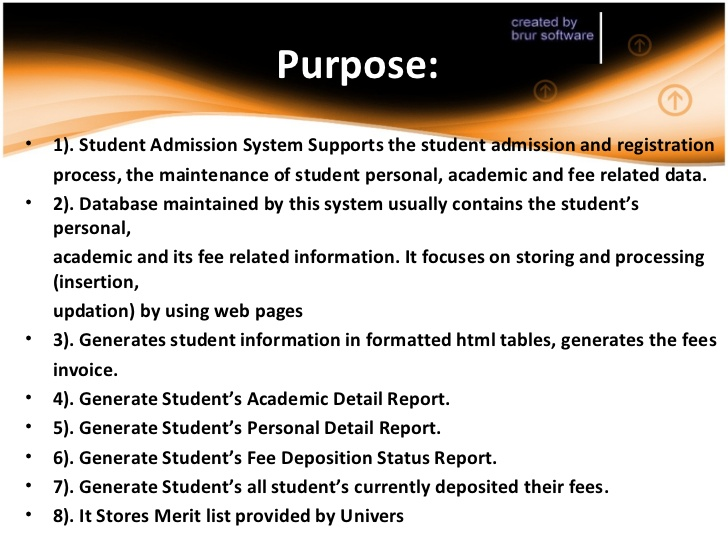 created by
brur software
Purpose:
• 1). Student Admission System Supports the student admission and registration
process, the maintenance of student personal, academic and fee related data.
• 2). Database maintained by this system usually contains the student’s
personal,
academic and its fee related information. It focuses on storing and processing
(insertion,
updation) by using web pages
• 3). Generates student information in formatted html tables, generates the fees
invoice.
• 4). Generate Student’s Academic Detail Report.
• 5). Generate Student’s Personal Detail Report.
• 6). Generate Student’s Fee Deposition Status Report.
• 7). Generate Student’s all student’s currently deposited their fees.
• 8). It Stores Merit list provided by Univers